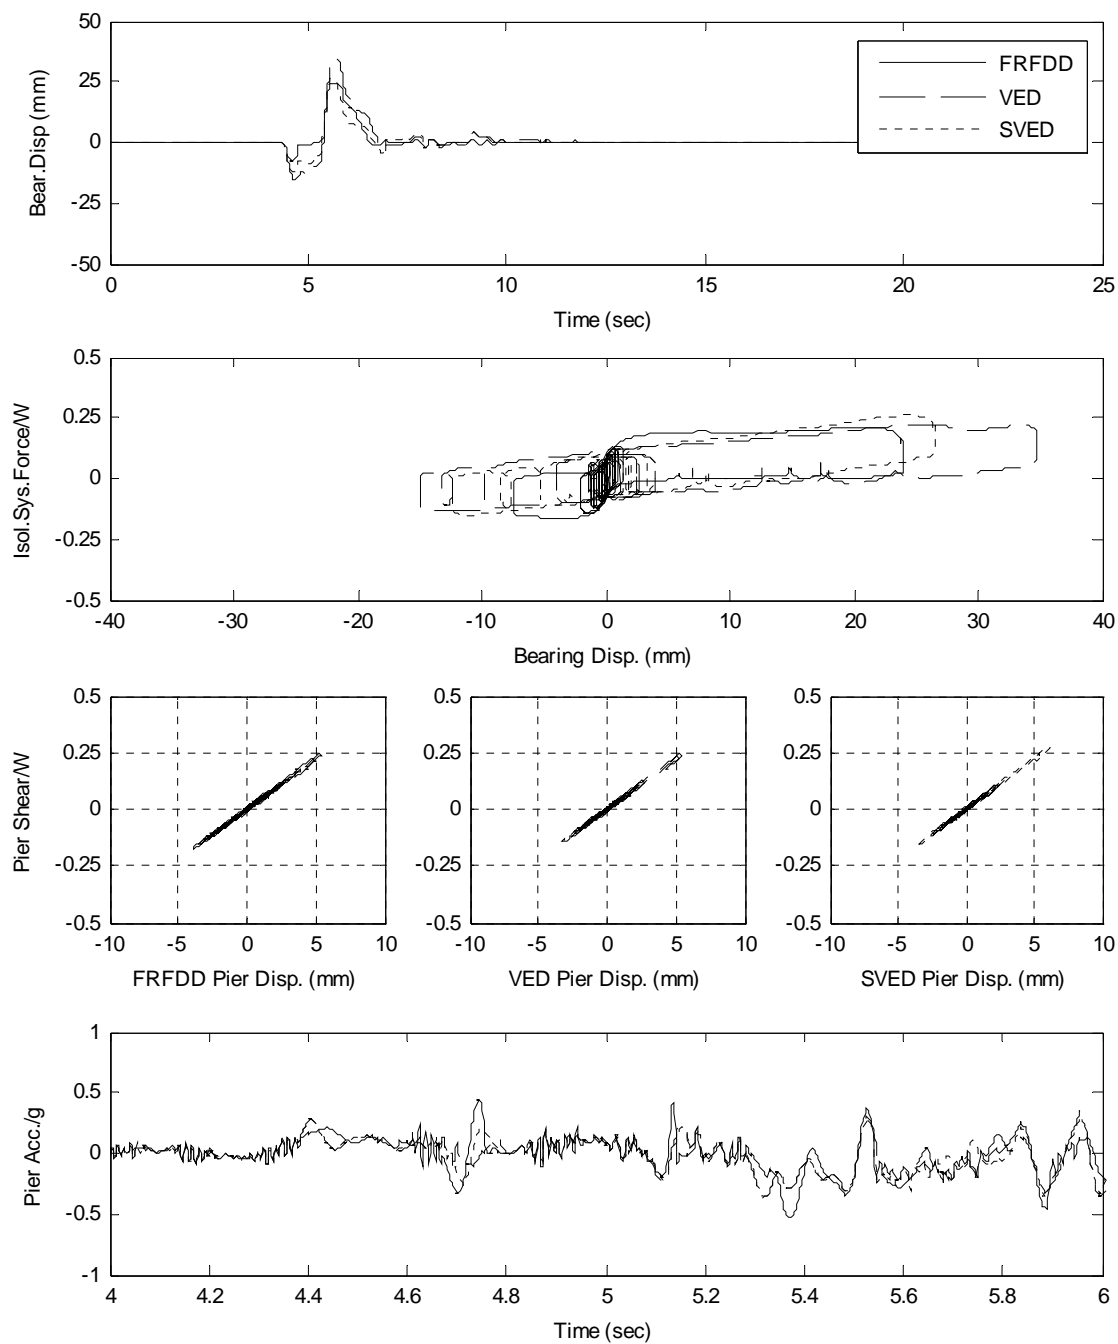 50
25
0
-25
-50
Bear.Disp (mm)
FRFDD
VED
SVED
0 5 10 15 20 25
Time (sec)
0.5
0.25
0
-0.25
-0.5
Isol.Sys.Force/W
-40 -30 -20 -10 0 10 20 30 40
Bearing Disp. (mm)
0.5 0.5 0.5
0.25 0.25 0.25
0 0 0
-0.25 -0.25 -0.25
-0.5 -0.5 -0.5
Pier Shear/W
-10 -5 0 5 10 -10 -5 0 5 10 -10 -5 0 5 10
FRFDD Pier Disp. (mm) VED Pier Disp. (mm) SVED Pier Disp. (mm)
1
0.5
0
-0.5
-1
Pier Acc./g
4 4.2 4.4 4.6 4.8 5 5.2 5.4 5.6 5.8 6
Time (sec)